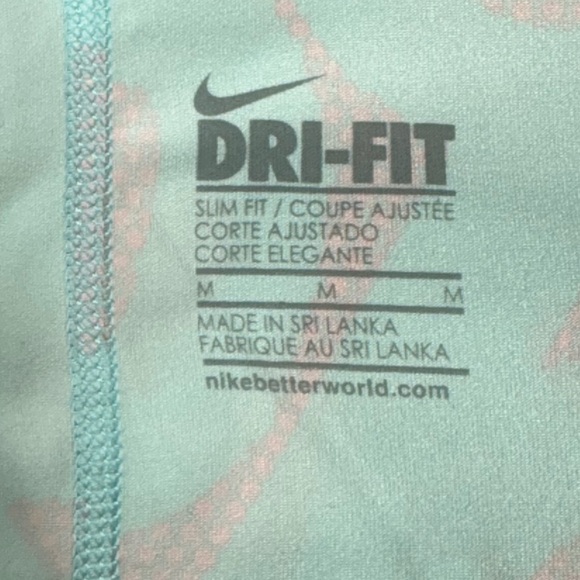 DRI-FIT
SLIM FIT / COUPE AJUSTÉE
CORTE AJUSTADO
CORTE ELEGANTE
M M M
MADE IN SRI LANKA
FABRIQUE AU SRI LANKA
nikebetterworld.com